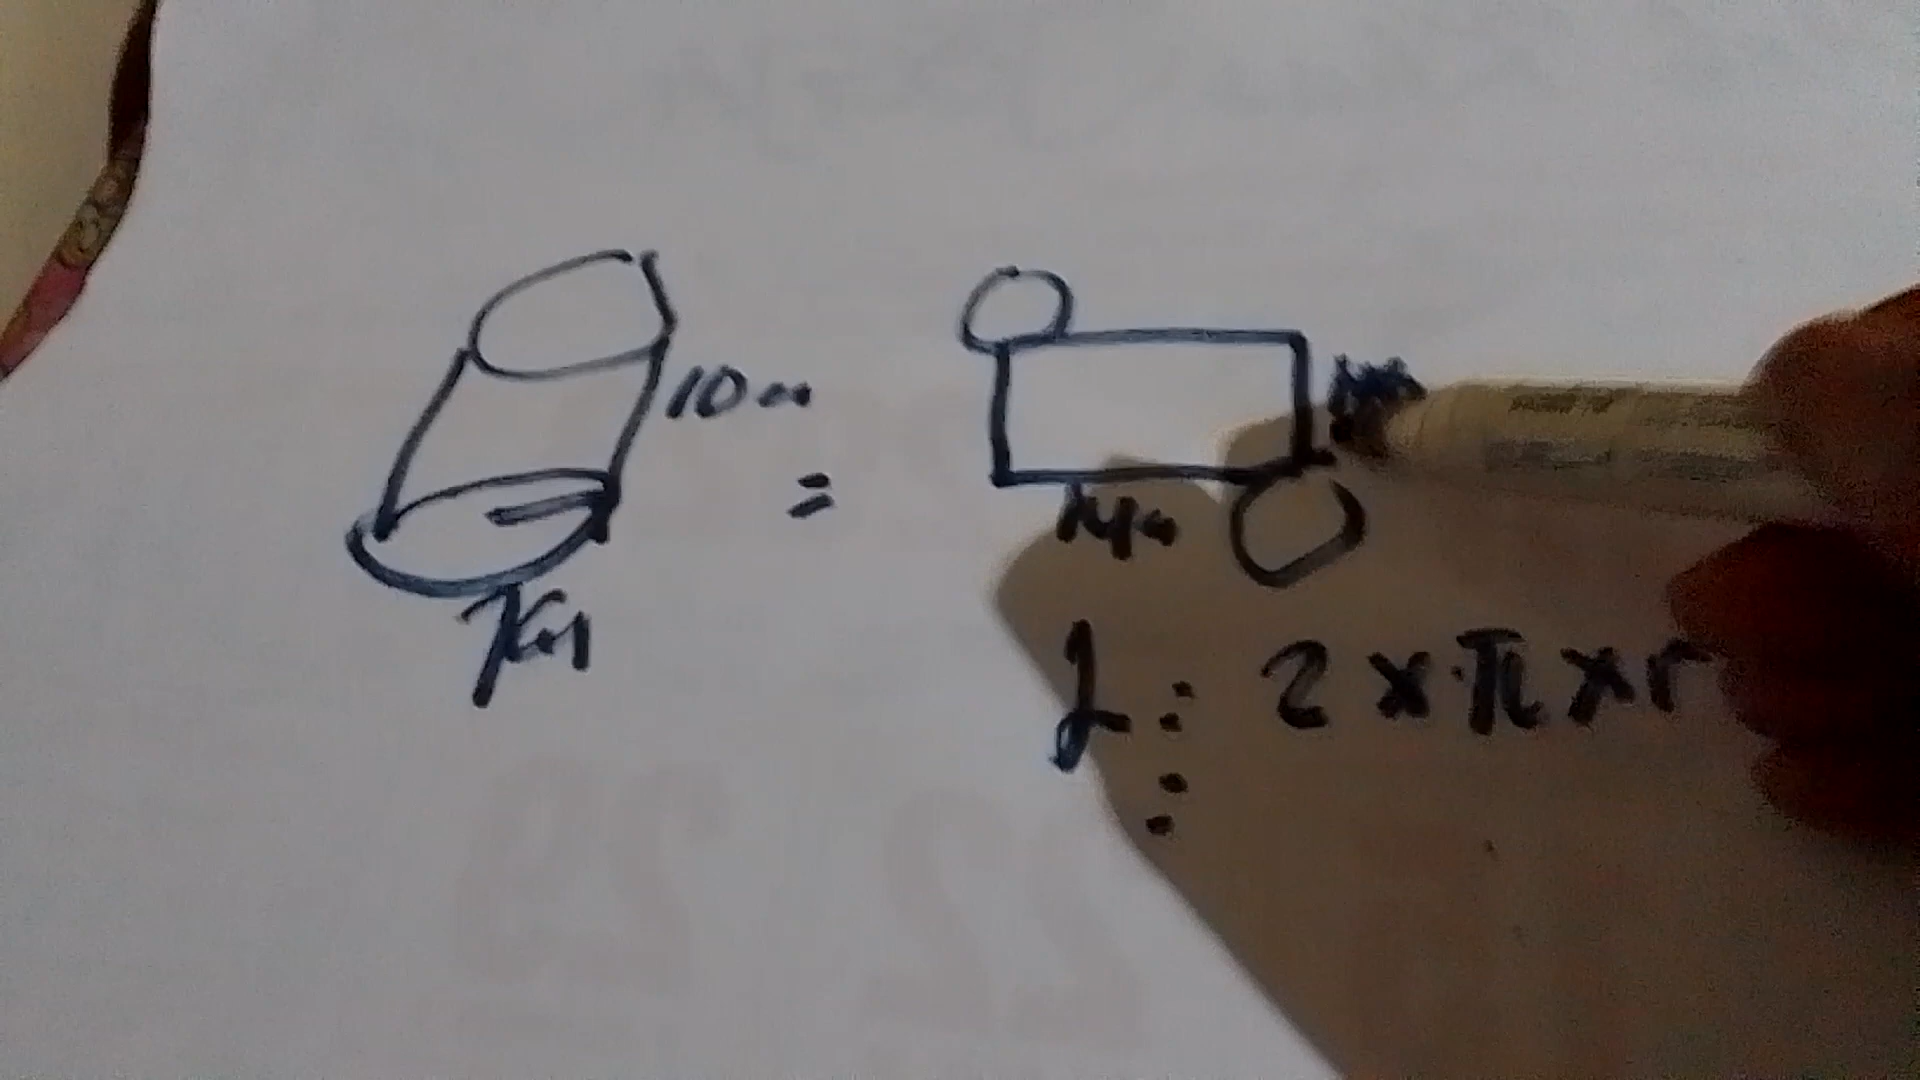 10cm
=
7cm
14cm
L = 2 x π x r
=